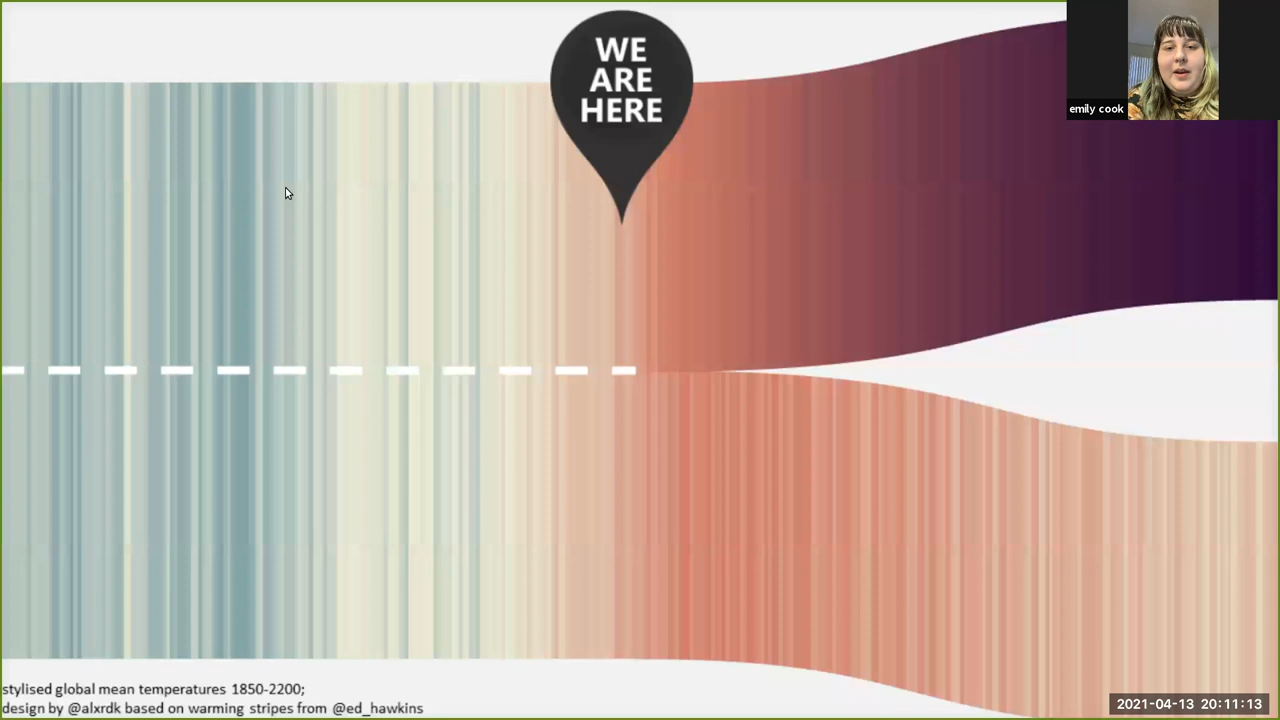 WE
ARE
HERE
emily cook
stylised global mean temperatures 1850-2200;
design by @alxrdk based on warming stripes from @ed_hawkins
2021-04-13 20:11:13